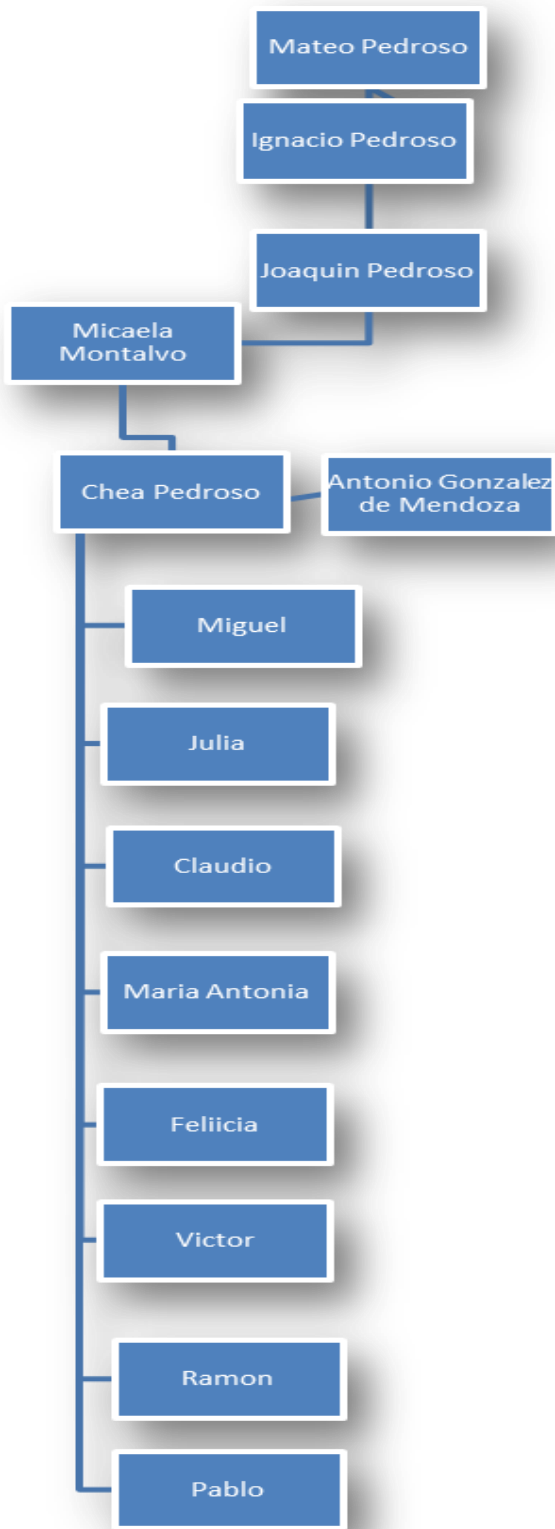 Mateo Pedroso
Ignacio Pedroso
Joaquin Pedroso
Micaela
Montalvo
Chea Pedroso
Antonio Gonzalez
de Mendoza
Miguel
Julia
Claudio
Maria Antonia
Feliicia
Victor
Ramon
Pablo